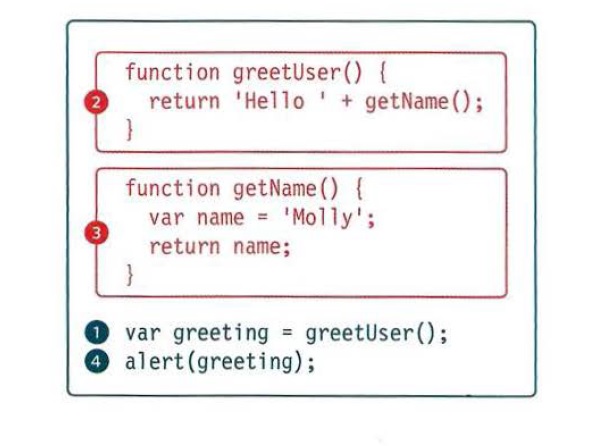 function greetUser() {
2 return 'Hello ' + getName();
}
function getName() {
var name = 'Molly';
3 return name;
}
1 var greeting = greetUser();
4 alert(greeting);